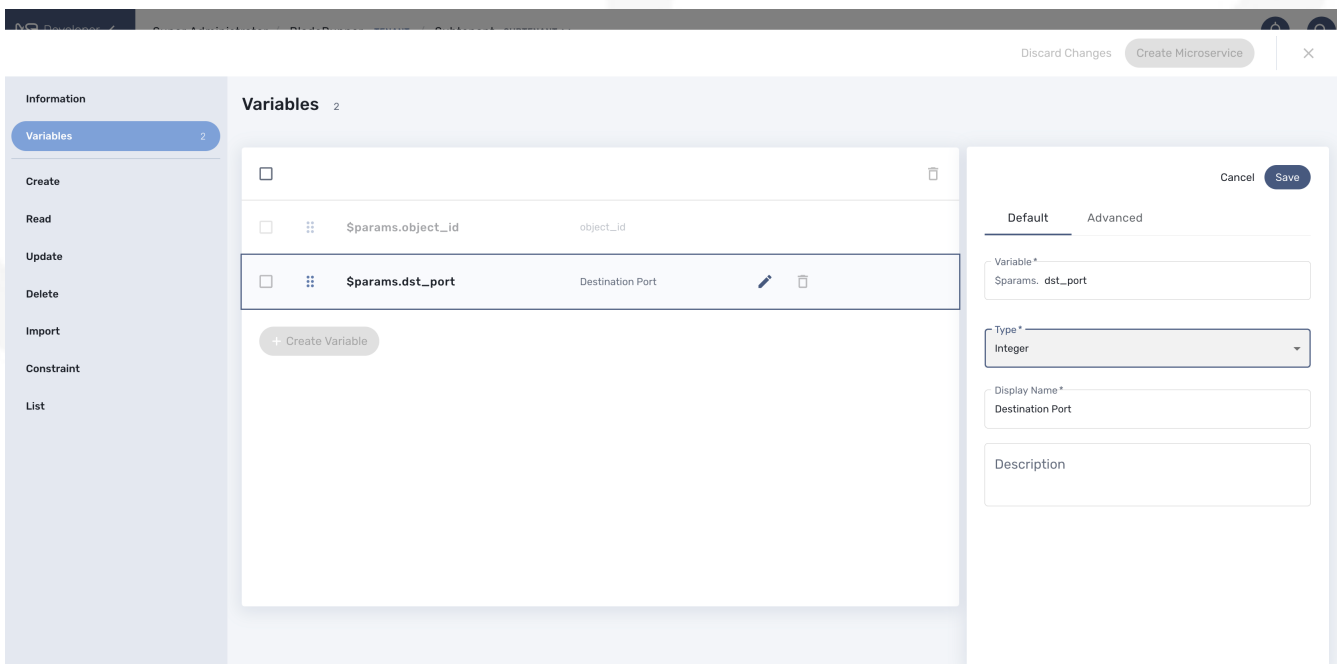 Discard Changes Create Microservice
Information
Variables 2
Create
Read
Update
Delete
Import
Constraint
List
Variables 2
$params.object_id object_id
$params.dst_port Destination Port
+ Create Variable
Cancel Save
Default Advanced
Variable*
$params. dst_port
Type*
Integer
Display Name*
Destination Port
Description